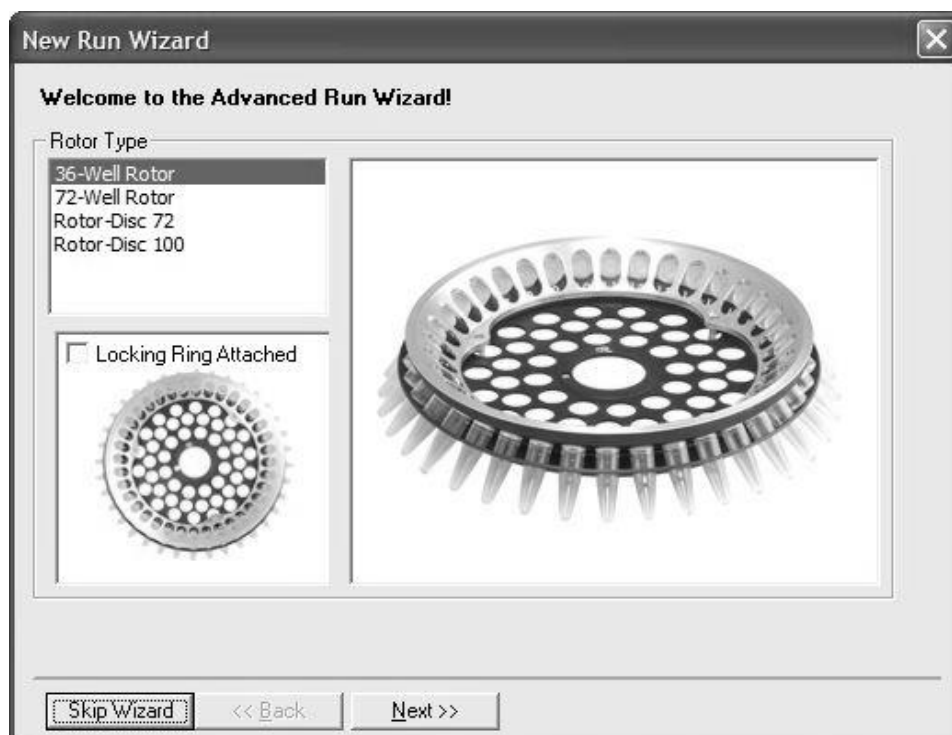 New Run Wizard
Welcome to the Advanced Run Wizard!
Rotor Type
36-Well Rotor
72-Well Rotor
Rotor-Disc 72
Rotor-Disc 100
Locking Ring Attached
Skip Wizard
<< Back
Next >>